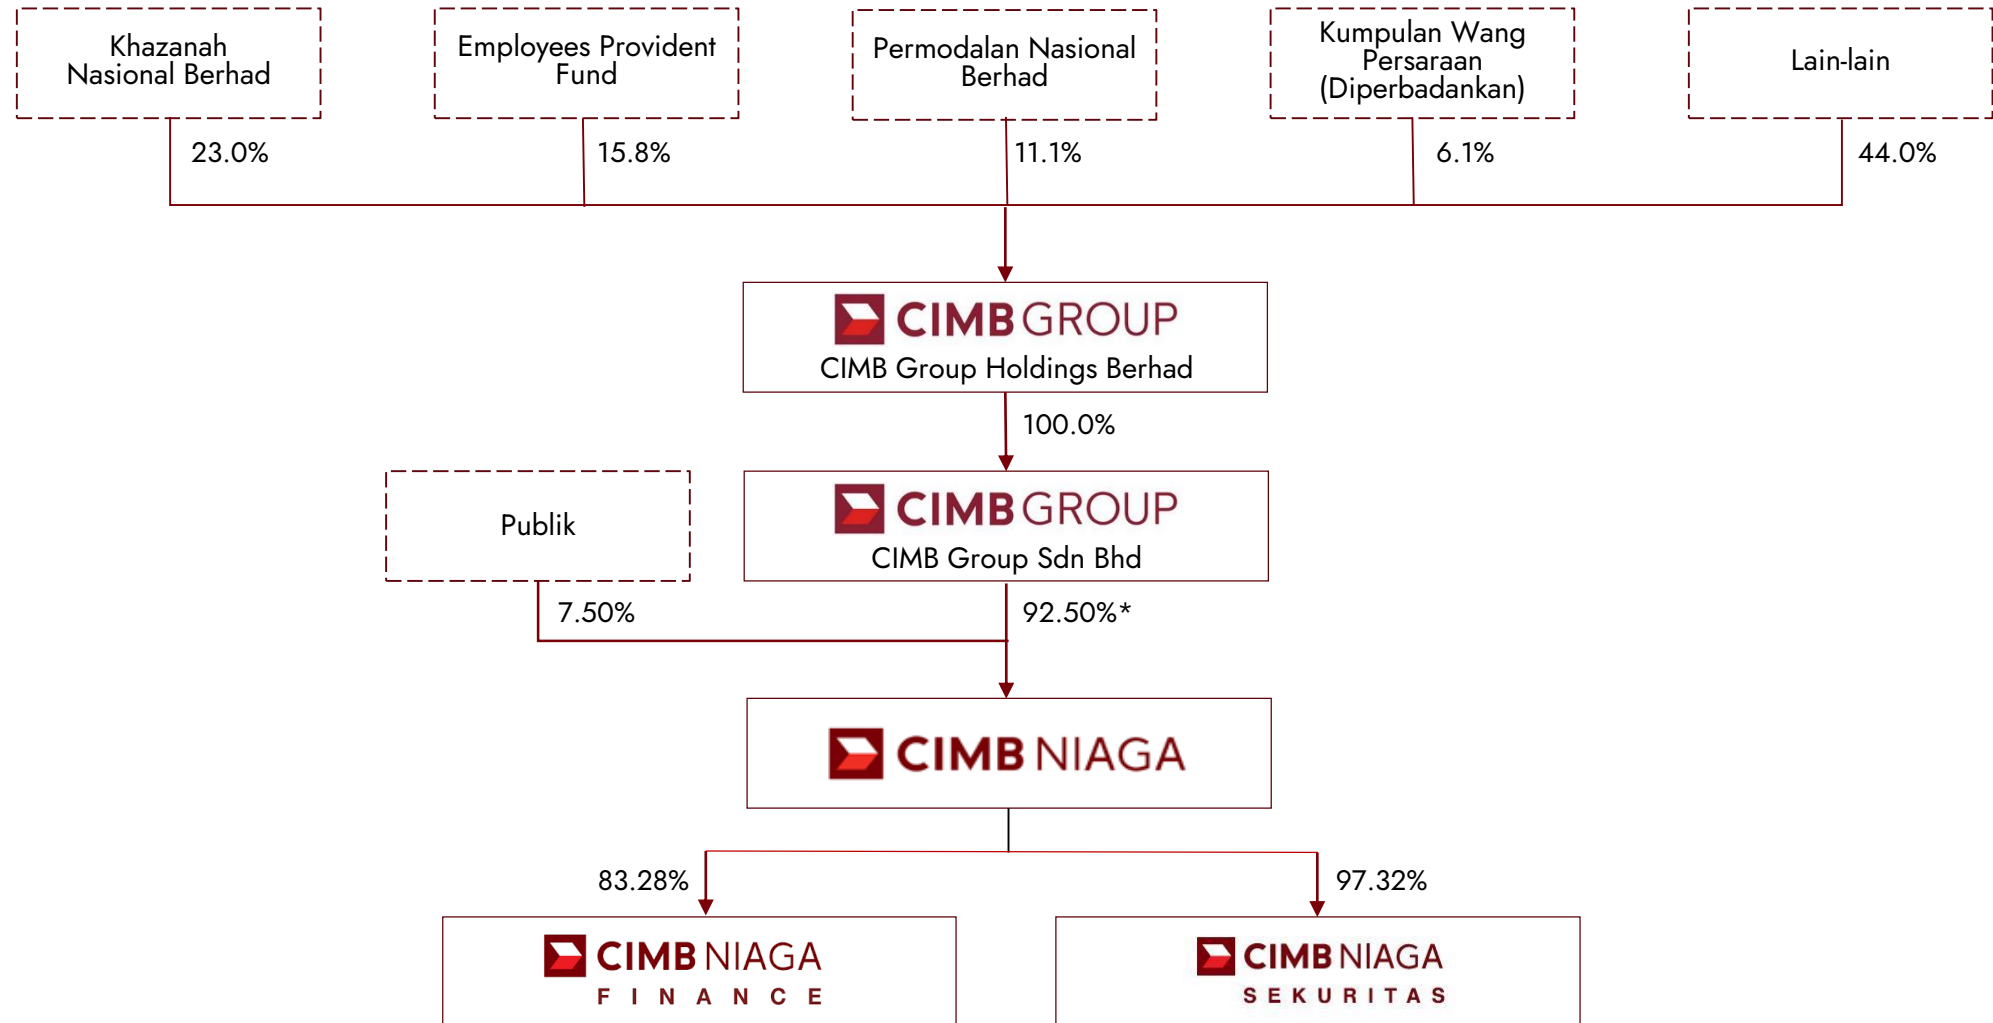 Khazanah
Nasional Berhad
Employees Provident
Fund
Permodalan Nasional
Berhad
Kumpulan Wang
Persaraan
(Diperbadankan)
Lain-lain
23.0%
15.8%
11.1%
6.1%
44.0%
CIMB GROUP
CIMB Group Holdings Berhad
100.0%
Publik
CIMB GROUP
CIMB Group Sdn Bhd
7.50%
92.50%*
CIMB NIAGA
83.28%
97.32%
CIMB NIAGA
FINANCE
CIMB NIAGA
SEKURITAS